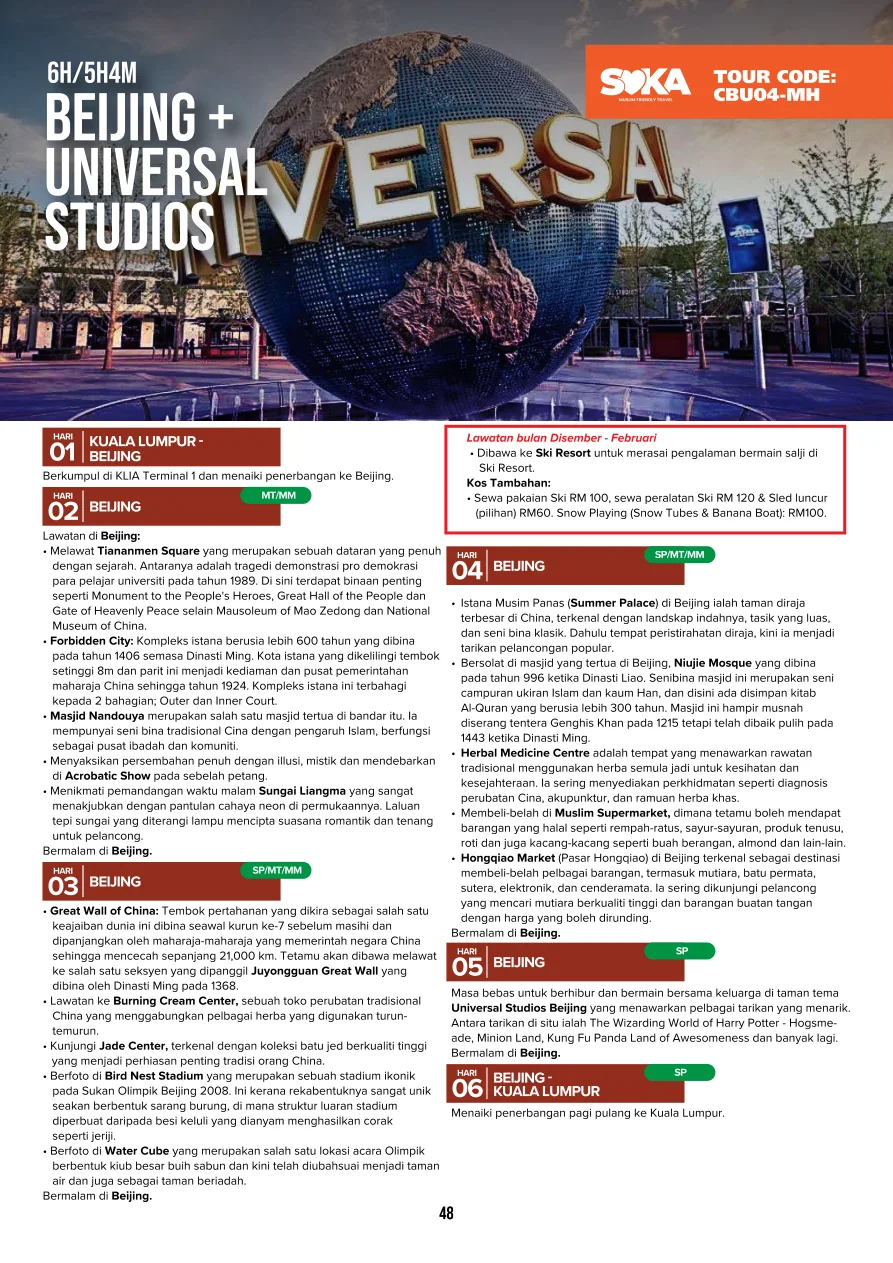 6H/5H4M
BEIJING +
UNIVERSAL
STUDIOS
UNIVERSAL
SOKA
MUSLIM FRIENDLY TRAVEL
TOUR CODE:
CBU04-MH
HARI
01
KUALA LUMPUR -
BEIJING
Berkumpul di KLIA Terminal 1 dan menaiki penerbangan ke Beijing.
HARI
02
BEIJING
MT/MM
Lawatan di Beijing:
• Melawat Tiananmen Square yang merupakan sebuah dataran yang penuh
dengan sejarah. Antaranya adalah tragedi demonstrasi pro demokrasi
para pelajar universiti pada tahun 1989. Di sini terdapat binaan penting
seperti Monument to the People's Heroes, Great Hall of the People dan
Gate of Heavenly Peace selain Mausoleum of Mao Zedong dan National
Museum of China.
• Forbidden City: Kompleks istana berusia lebih 600 tahun yang dibina
pada tahun 1406 semasa Dinasti Ming. Kota istana yang dikelilingi tembok
setinggi 8m dan parit ini menjadi kediaman dan pusat pemerintahan
maharaja China sehingga tahun 1924. Kompleks istana ini terbahagi
kepada 2 bahagian; Outer dan Inner Court.
• Masjid Nandouya merupakan salah satu masjid tertua di bandar itu. Ia
mempunyai seni bina tradisional Cina dengan pengaruh Islam, berfungsi
sebagai pusat ibadah dan komuniti.
• Menyaksikan persembahan penuh dengan illusi, mistik dan mendebarkan
di Acrobatic Show pada sebelah petang.
• Menikmati pemandangan waktu malam Sungai Liangma yang sangat
menakjubkan dengan pantulan cahaya neon di permukaannya. Laluan
tepi sungai yang diterangi lampu mencipta suasana romantik dan tenang
untuk pelancong.
Bermalam di Beijing.
HARI
03
BEIJING
SP/MT/MM
• Great Wall of China: Tembok pertahanan yang dikira sebagai salah satu
keajaiban dunia ini dibina seawal kurun ke-7 sebelum masihi dan
dipanjangkan oleh maharaja-maharaja yang memerintah negara China
sehingga mencecah sepanjang 21,000 km. Tetamu akan dibawa melawat
ke salah satu seksyen yang dipanggil Juyongguan Great Wall yang
dibina oleh Dinasti Ming pada 1368.
• Lawatan ke Burning Cream Center, sebuah toko perubatan tradisional
China yang menggabungkan pelbagai herba yang digunakan turun-
temurun.
• Kunjungi Jade Center, terkenal dengan koleksi batu jed berkualiti tinggi
yang menjadi perhiasan penting tradisi orang China.
• Berfoto di Bird Nest Stadium yang merupakan sebuah stadium ikonik
pada Sukan Olimpik Beijing 2008. Ini kerana rekabentuknya sangat unik
seakan berbentuk sarang burung, di mana struktur luaran stadium
diperbuat daripada besi keluli yang dianyam menghasilkan corak
seperti jeriji.
• Berfoto di Water Cube yang merupakan salah satu lokasi acara Olimpik
berbentuk kiub besar buih sabun dan kini telah diubahsuai menjadi taman
air dan juga sebagai taman beriadah.
Bermalam di Beijing.
Lawatan bulan Disember - Februari
• Dibawa ke Ski Resort untuk merasai pengalaman bermain salji di
Ski Resort.
Kos Tambahan:
• Sewa pakaian Ski RM 100, sewa peralatan Ski RM 120 & Sled luncur
(pilihan) RM60. Snow Playing (Snow Tubes & Banana Boat): RM100.
HARI
04
BEIJING
SP/MT/MM
• Istana Musim Panas (Summer Palace) di Beijing ialah taman diraja
terbesar di China, terkenal dengan landskap indahnya, tasik yang luas,
dan seni bina klasik. Dahulu tempat peristirahatan diraja, kini ia menjadi
tarikan pelancongan popular.
• Bersolat di masjid yang tertua di Beijing, Niujie Mosque yang dibina
pada tahun 996 ketika Dinasti Liao. Senibina masjid ini merupakan seni
campuran ukiran Islam dan kaum Han, dan disini ada disimpan kitab
Al-Quran yang berusia lebih 300 tahun. Masjid ini hampir musnah
diserang tentera Genghis Khan pada 1215 tetapi telah dibaik pulih pada
1443 ketika Dinasti Ming.
• Herbal Medicine Centre adalah tempat yang menawarkan rawatan
tradisional menggunakan herba semula jadi untuk kesihatan dan
kesejahteraan. Ia sering menyediakan perkhidmatan seperti diagnosis
perubatan Cina, akupunktur, dan ramuan herba khas.
• Membeli-belah di Muslim Supermarket, dimana tetamu boleh mendapat
barangan yang halal seperti rempah-ratus, sayur-sayuran, produk tenusu,
roti dan juga kacang-kacang seperti buah berangan, almond dan lain-lain.
• Hongqiao Market (Pasar Hongqiao) di Beijing terkenal sebagai destinasi
membeli-belah pelbagai barangan, termasuk mutiara, batu permata,
sutera, elektronik, dan cenderamata. Ia sering dikunjungi pelancong
yang mencari mutiara berkualiti tinggi dan barangan buatan tangan
dengan harga yang boleh dirunding.
Bermalam di Beijing.
HARI
05
BEIJING
SP
Masa bebas untuk berhibur dan bermain bersama keluarga di taman tema
Universal Studios Beijing yang menawarkan pelbagai tarikan yang menarik.
Antara tarikan di situ ialah The Wizarding World of Harry Potter - Hogsme-
ade, Minion Land, Kung Fu Panda Land of Awesomeness dan banyak lagi.
Bermalam di Beijing.
HARI
06
BEIJING -
KUALA LUMPUR
SP
Menaiki penerbangan pagi pulang ke Kuala Lumpur.
48